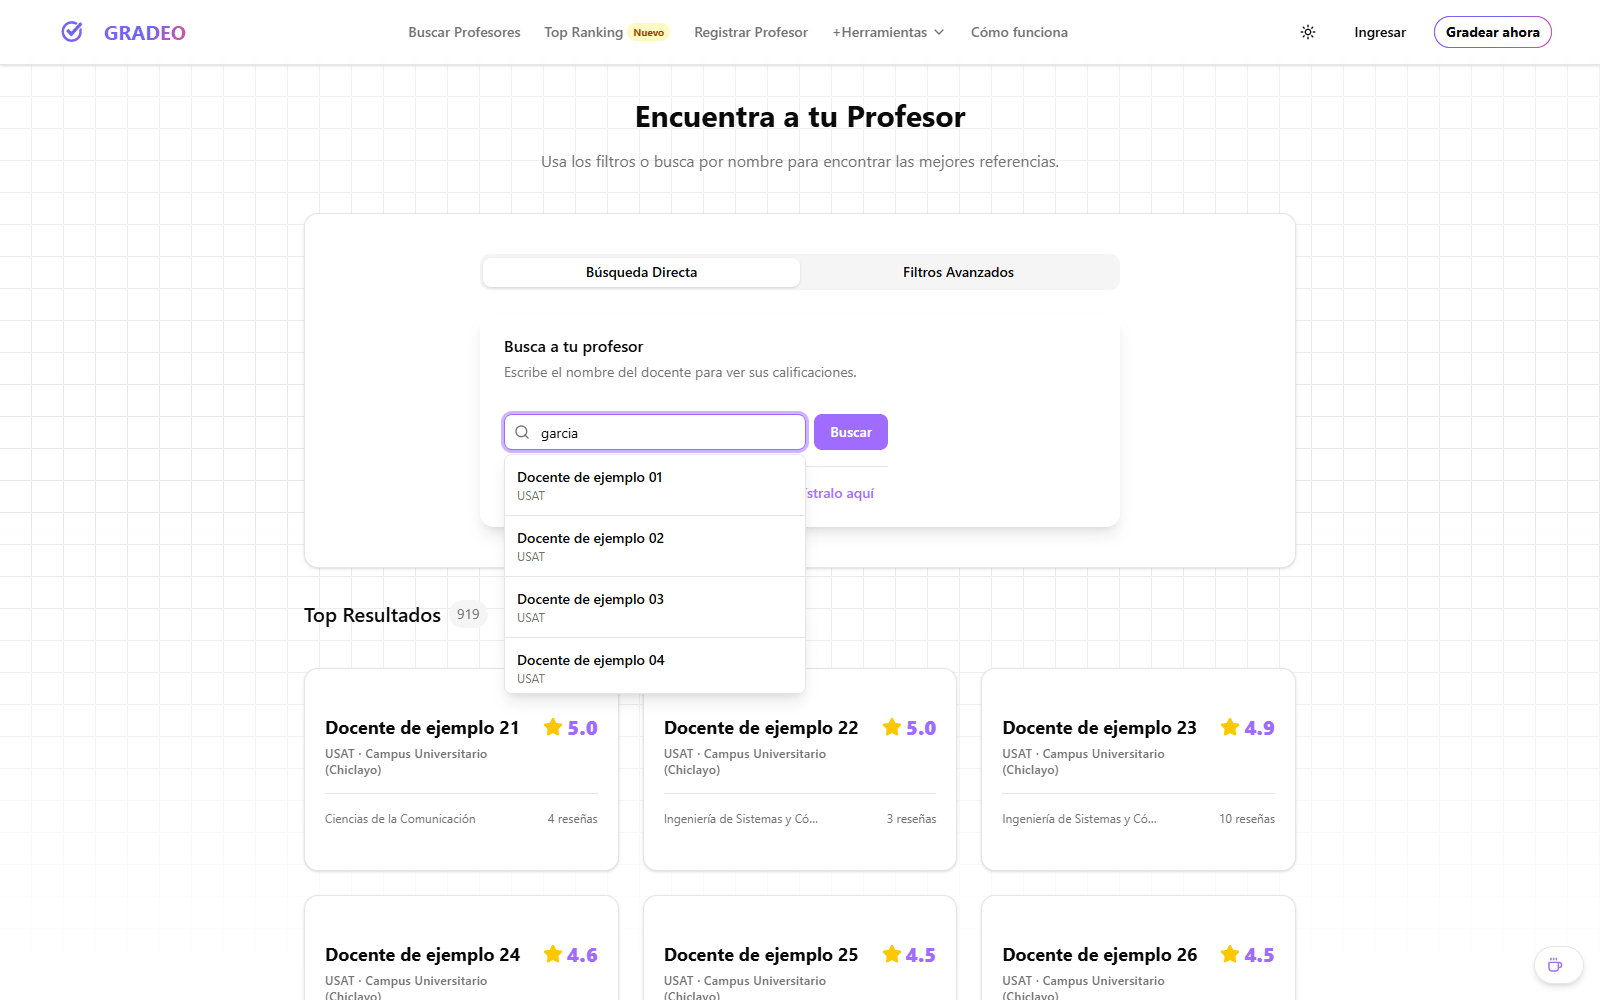 GRADEO
Buscar Profesores
Top Ranking Nuevo
Registrar Profesor
+Herramientas
Cómo funciona
Ingresar
Gradear ahora
Encuentra a tu Profesor
Usa los filtros o busca por nombre para encontrar las mejores referencias.
Búsqueda Directa
Filtros Avanzados
Busca a tu profesor
Escribe el nombre del docente para ver sus calificaciones.
garcia
Buscar
Docente de ejemplo 01
USAT
ístralo aquí
Docente de ejemplo 02
USAT
Docente de ejemplo 03
USAT
Docente de ejemplo 04
USAT
Top Resultados 919
Docente de ejemplo 21 5.0
USAT · Campus Universitario
(Chiclayo)
Ciencias de la Comunicación 4 reseñas
Docente de ejemplo 22 5.0
USAT · Campus Universitario
(Chiclayo)
Ingeniería de Sistemas y Có... 3 reseñas
Docente de ejemplo 23 4.9
USAT · Campus Universitario
(Chiclayo)
Ingeniería de Sistemas y Có... 10 reseñas
Docente de ejemplo 24 4.6
USAT · Campus Universitario
(Chiclayo)
Docente de ejemplo 25 4.5
USAT · Campus Universitario
(Chiclayo)
Docente de ejemplo 26 4.5
USAT · Campus Universitario
(Chiclayo)